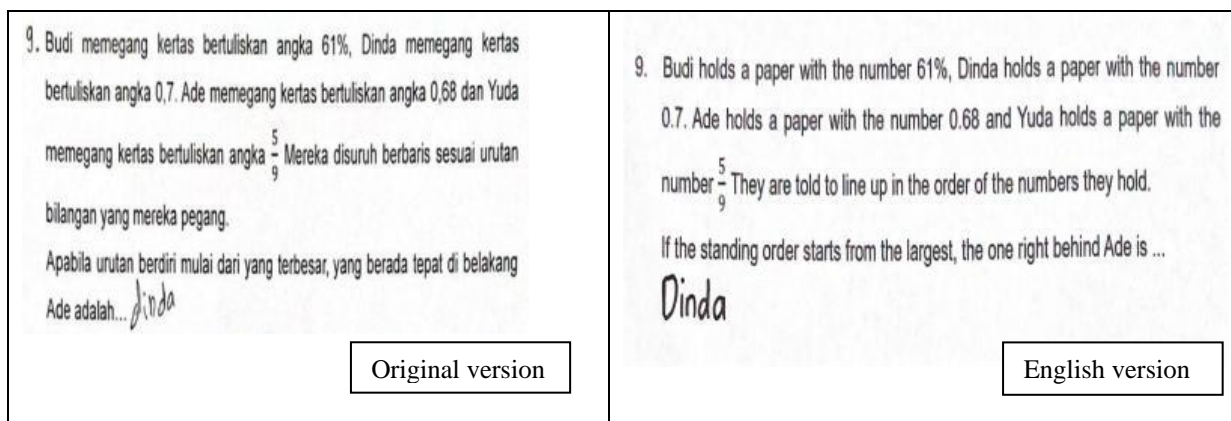 9. Budi memegang kertas bertuliskan angka 61%, Dinda memegang kertas
bertuliskan angka 0,7. Ade memegang kertas bertuliskan angka 0,68 dan Yuda
memegang kertas bertuliskan angka 5/9 Mereka disuruh berbaris sesuai urutan
bilangan yang mereka pegang.
Apabila urutan berdiri mulai dari yang terbesar, yang berada tepat di belakang
Ade adalah... dinda
Original version
9. Budi holds a paper with the number 61%, Dinda holds a paper with the number
0.7. Ade holds a paper with the number 0.68 and Yuda holds a paper with the
number 5/9 They are told to line up in the order of the numbers they hold.
If the standing order starts from the largest, the one right behind Ade is ...
Dinda
English version